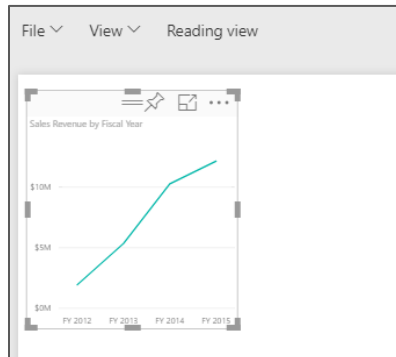 File View Reading view
Sales Revenue by Fiscal Year
$10M
$5M
$0M
FY 2012 FY 2013 FY 2014 FY 2015